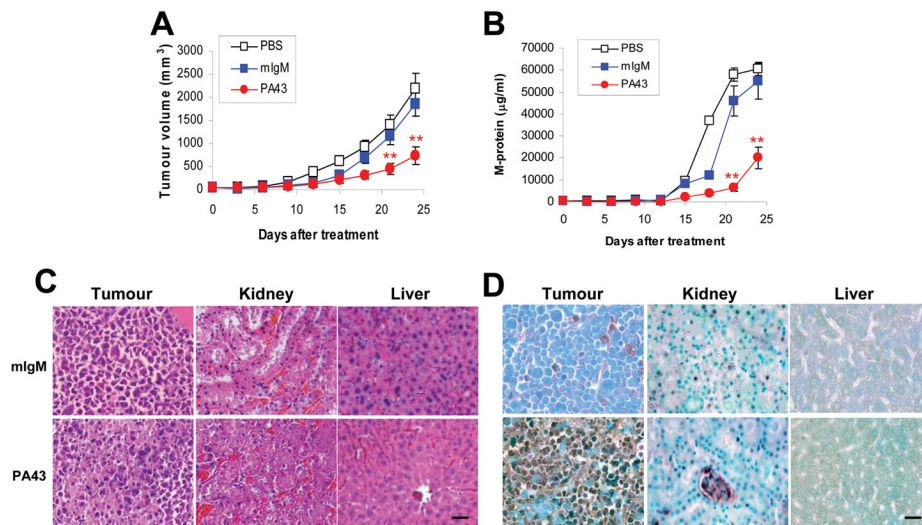 A
PBS
mIgM
PA43
Tumour volume (mm³)
3000
2500
2000
1500
1000
500
0
**
**
0 5 10 15 20 25
Days after treatment
B
PBS
mIgM
PA43
M-protein (µg/ml)
70000
60000
50000
40000
30000
20000
10000
0
**
**
0 5 10 15 20 25
Days after treatment
C
Tumour Kidney Liver
mIgM
PA43
D
Tumour Kidney Liver